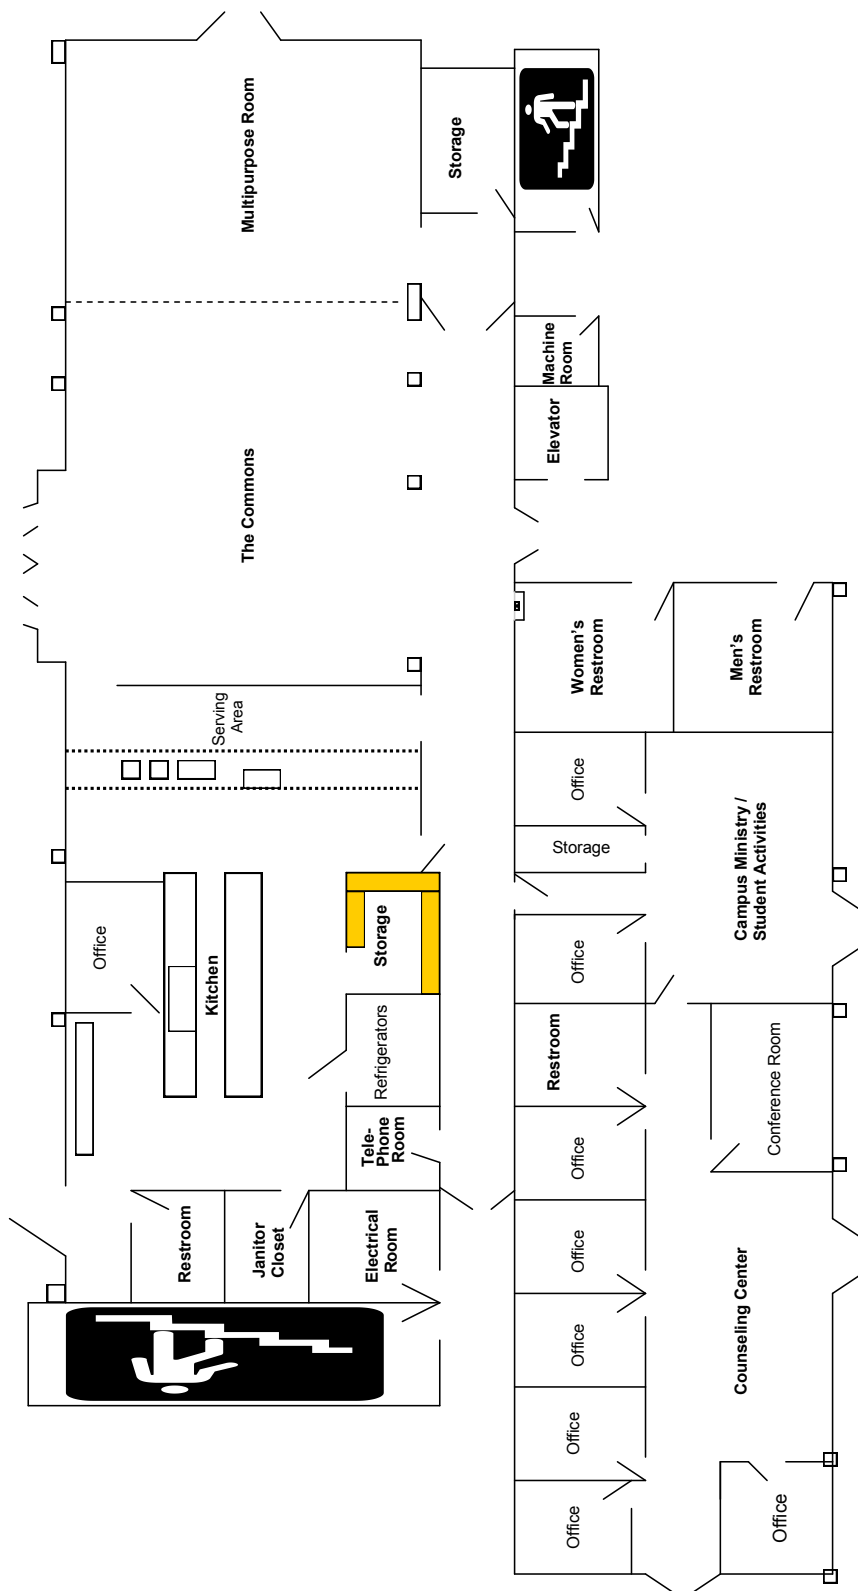 Multipurpose Room
Storage
Machine
Room
Elevator
The Commons
Women's
Restroom
Men's
Restroom
Serving
Area
Office
Storage
Campus Ministry /
Student Activities
Office
Kitchen
Storage
Office
Refrigerators
Restroom
Conference Room
Tele-
Phone
Room
Office
Restroom
Janitor
Closet
Electrical
Room
Office
Office
Counseling Center
Office
Office
Office